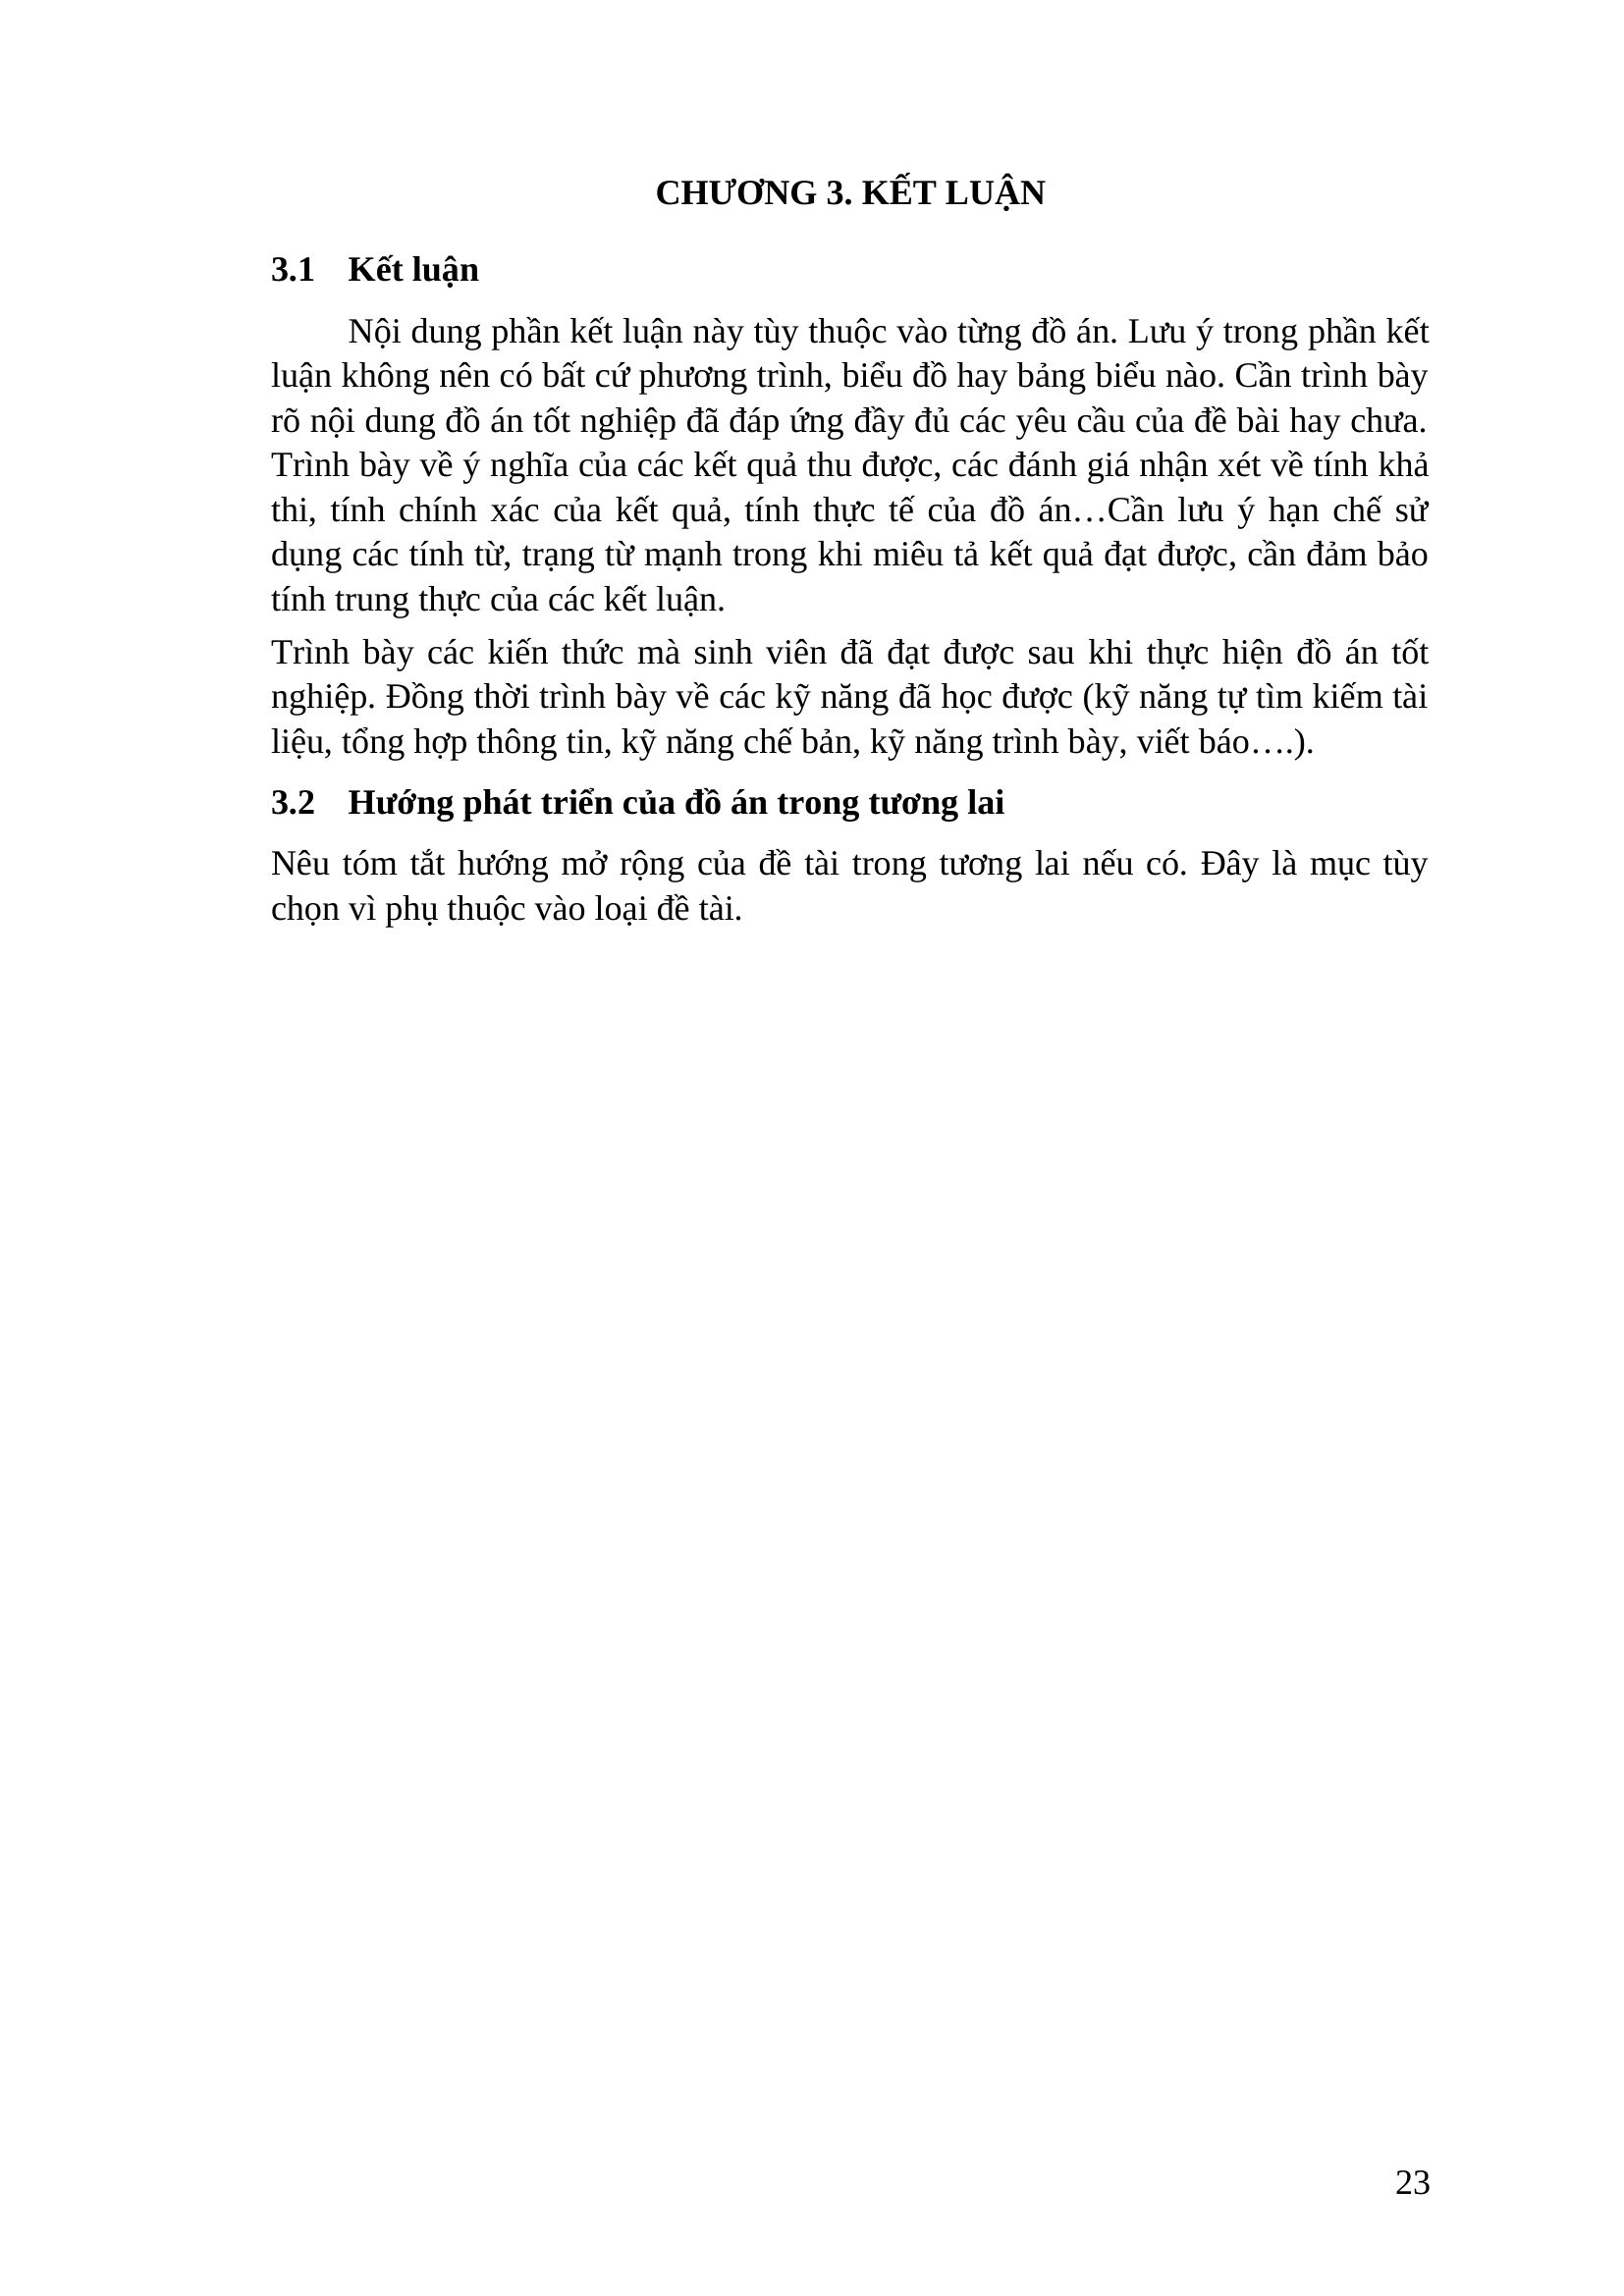 CHƯƠNG 3. KẾT LUẬN
3.1 Kết luận
Nội dung phần kết luận này tùy thuộc vào từng đồ án. Lưu ý trong phần kết
luận không nên có bất cứ phương trình, biểu đồ hay bảng biểu nào. Cần trình bày
rõ nội dung đồ án tốt nghiệp đã đáp ứng đầy đủ các yêu cầu của đề bài hay chưa.
Trình bày về ý nghĩa của các kết quả thu được, các đánh giá nhận xét về tính khả
thi, tính chính xác của kết quả, tính thực tế của đồ án…Cần lưu ý hạn chế sử
dụng các tính từ, trạng từ mạnh trong khi miêu tả kết quả đạt được, cần đảm bảo
tính trung thực của các kết luận.
Trình bày các kiến thức mà sinh viên đã đạt được sau khi thực hiện đồ án tốt
nghiệp. Đồng thời trình bày về các kỹ năng đã học được (kỹ năng tự tìm kiếm tài
liệu, tổng hợp thông tin, kỹ năng chế bản, kỹ năng trình bày, viết báo….).
3.2 Hướng phát triển của đồ án trong tương lai
Nêu tóm tắt hướng mở rộng của đề tài trong tương lai nếu có. Đây là mục tùy
chọn vì phụ thuộc vào loại đề tài.
23